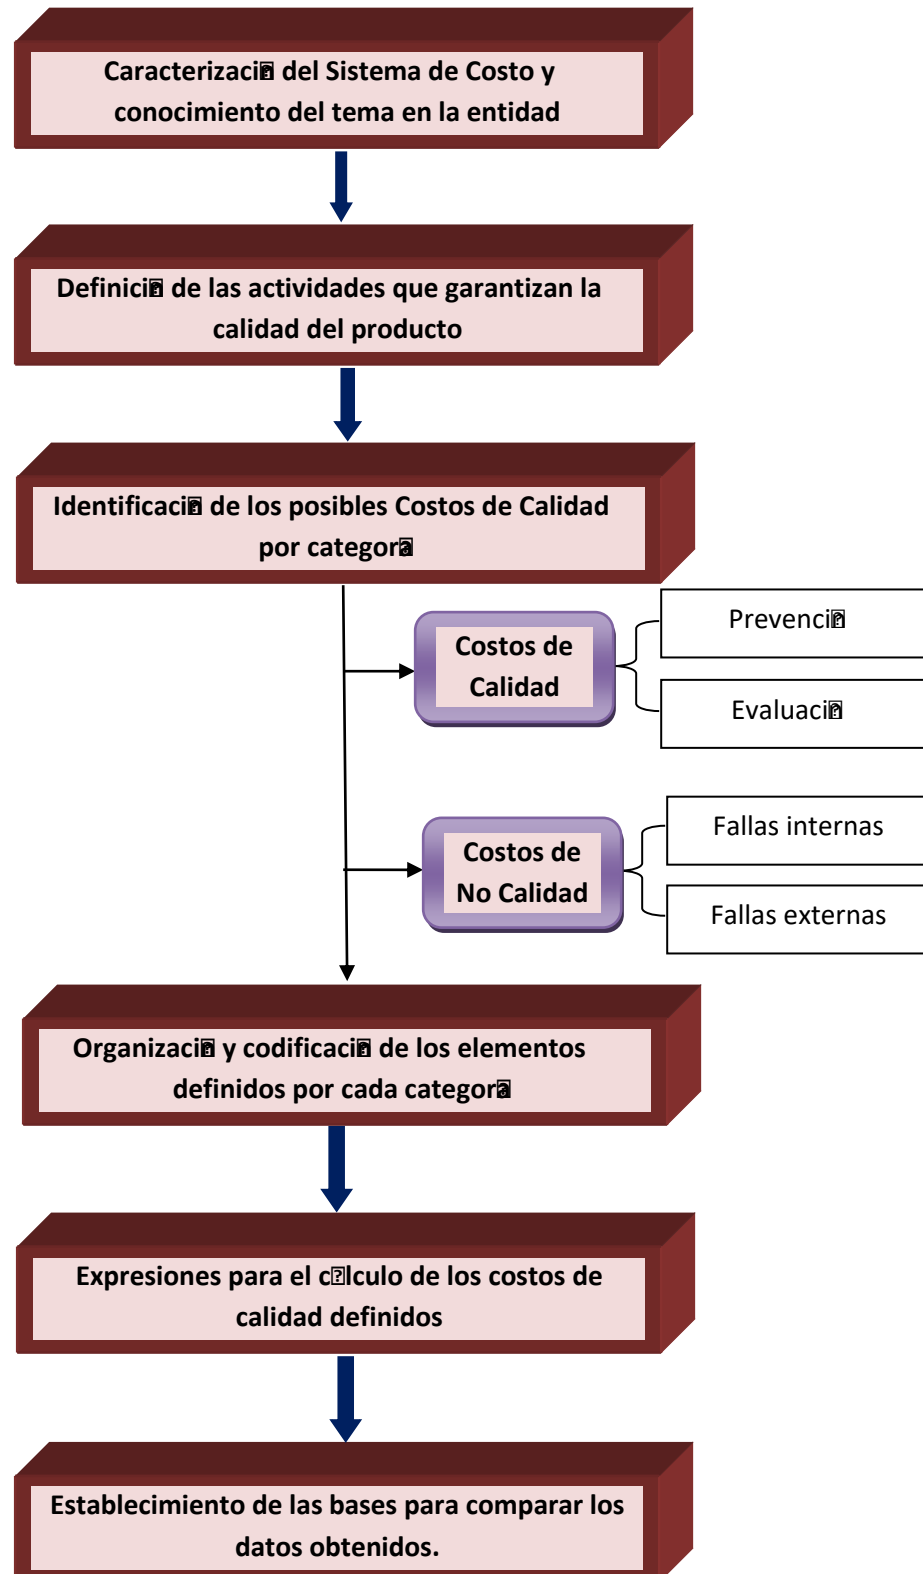 Caracterizaci�n del Sistema de Costo y
conocimiento del tema en la entidad
Definici�n de las actividades que garantizan la
calidad del producto
Identificaci�n de los posibles Costos de Calidad
por categor�a
Costos de
Calidad
Prevenci�n
Evaluaci�n
Costos de
No Calidad
Fallas internas
Fallas externas
Organizaci�n y codificaci�n de los elementos
definidos por cada categor�a
Expresiones para el c�lculo de los costos de
calidad definidos
Establecimiento de las bases para comparar los
datos obtenidos.